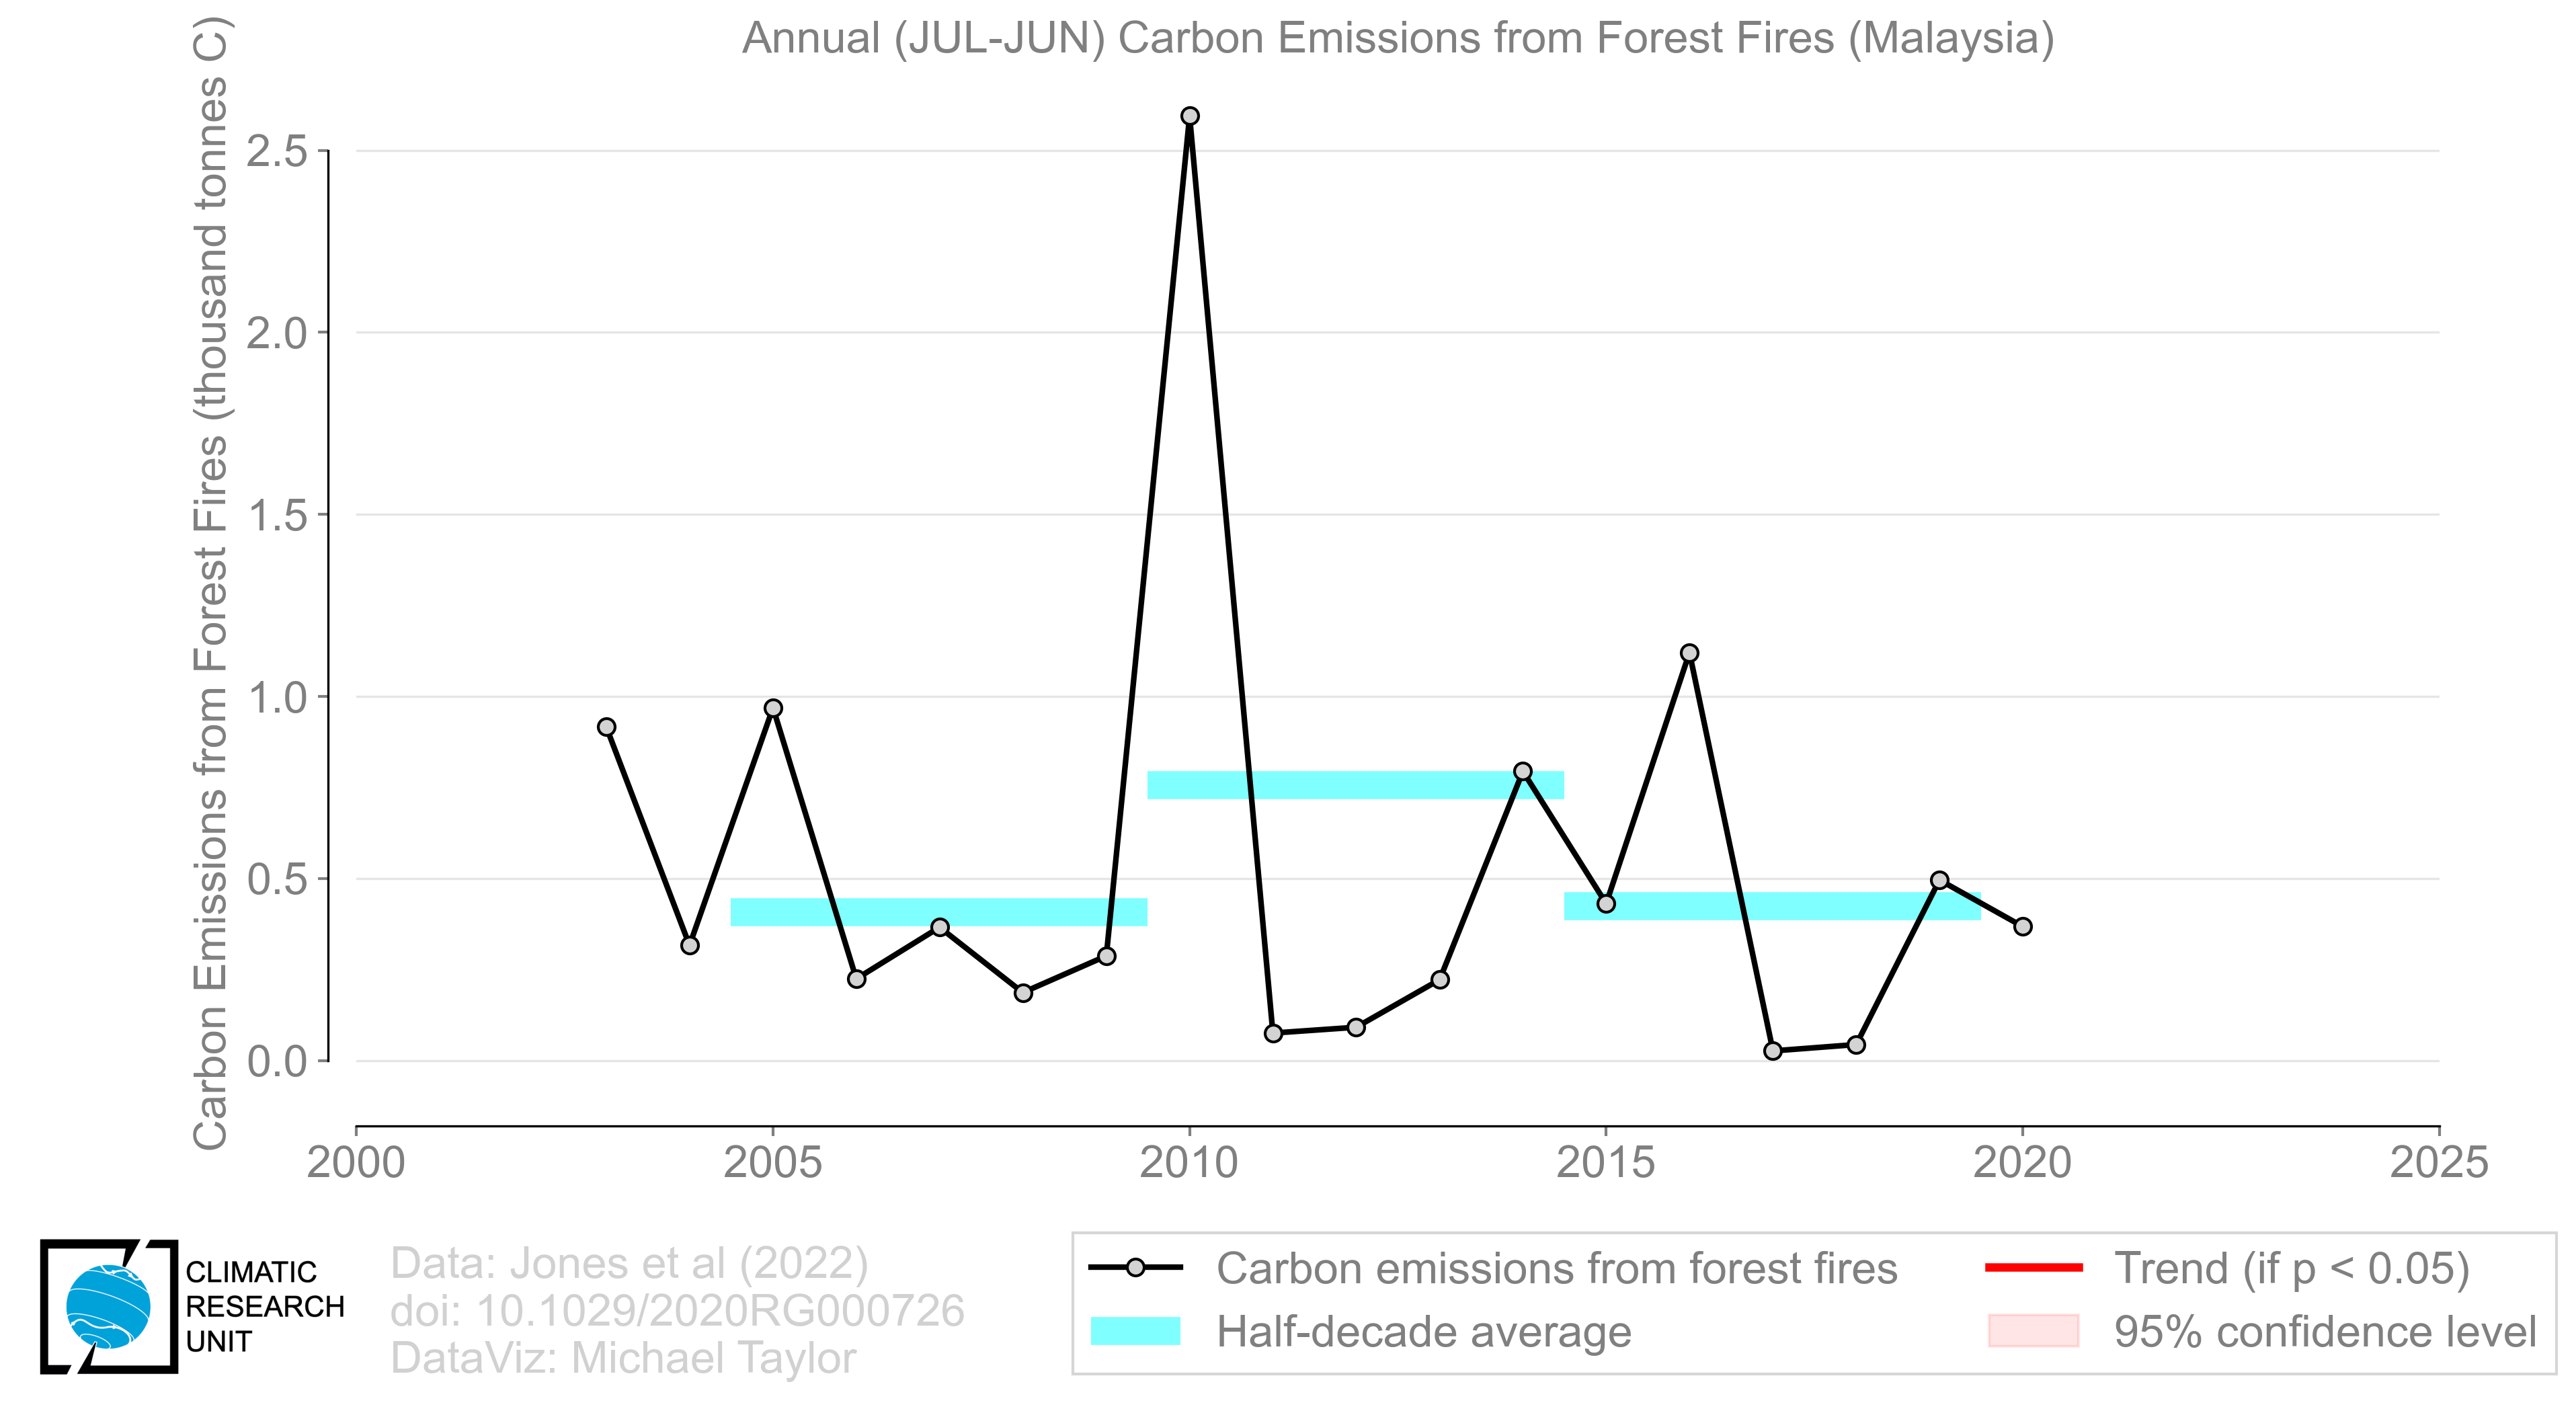 Annual (JUL-JUN) Carbon Emissions from Forest Fires (Malaysia)
Carbon Emissions from Forest Fires (thousand tonnes C)
2.5
2.0
1.5
1.0
0.5
0.0
2000 2005 2010 2015 2020 2025
CLIMATIC
RESEARCH
UNIT
Data: Jones et al (2022)
doi: 10.1029/2020RG000726
DataViz: Michael Taylor
Carbon emissions from forest fires
Half-decade average
Trend (if p < 0.05)
95% confidence level